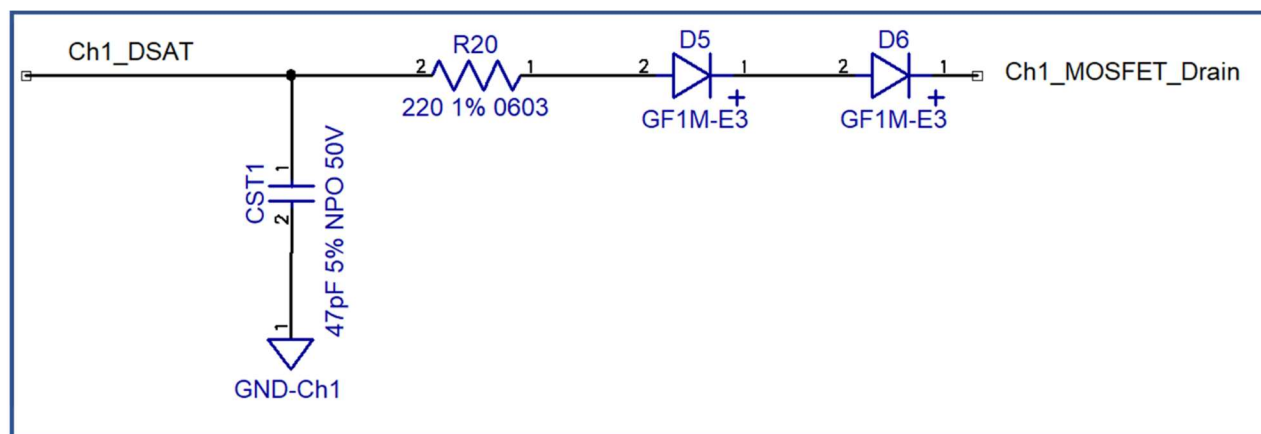 Ch1_DSAT
R20
D5
D6
2
1
2
1
2
1
Ch1_MOSFET_Drain
220 1% 0603
GF1M-E3
+
GF1M-E3
+
CST1
1
2
47pF 5% NPO 50V
1
GND-Ch1